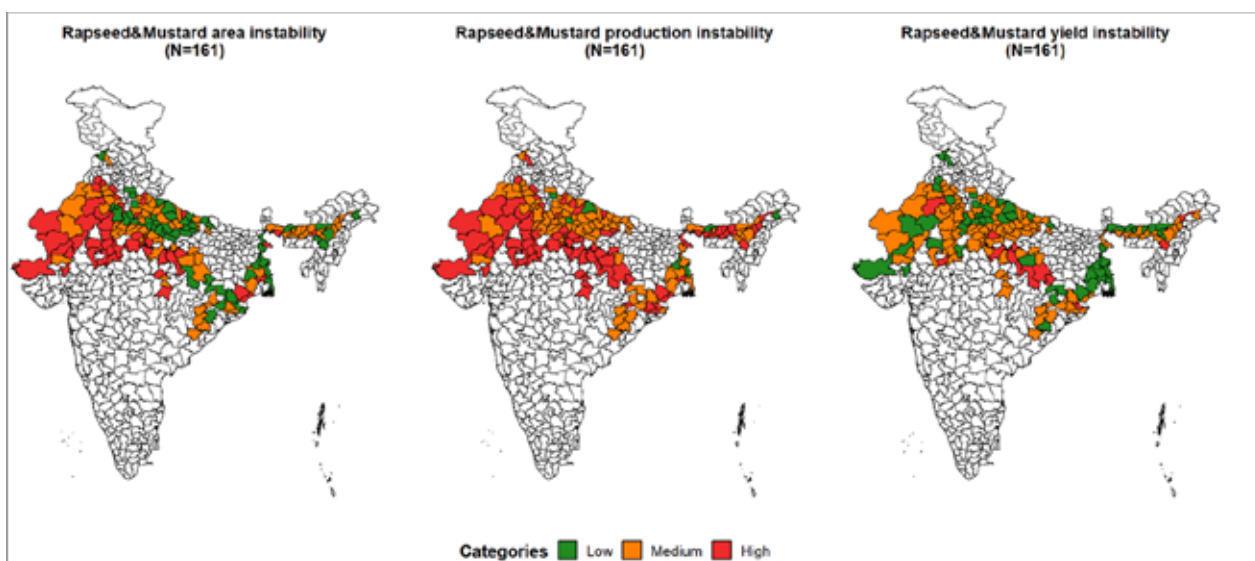 Rapseed&Mustard area instability
(N=161)
Rapseed&Mustard production instability
(N=161)
Rapseed&Mustard yield instability
(N=161)
Categories Low Medium High